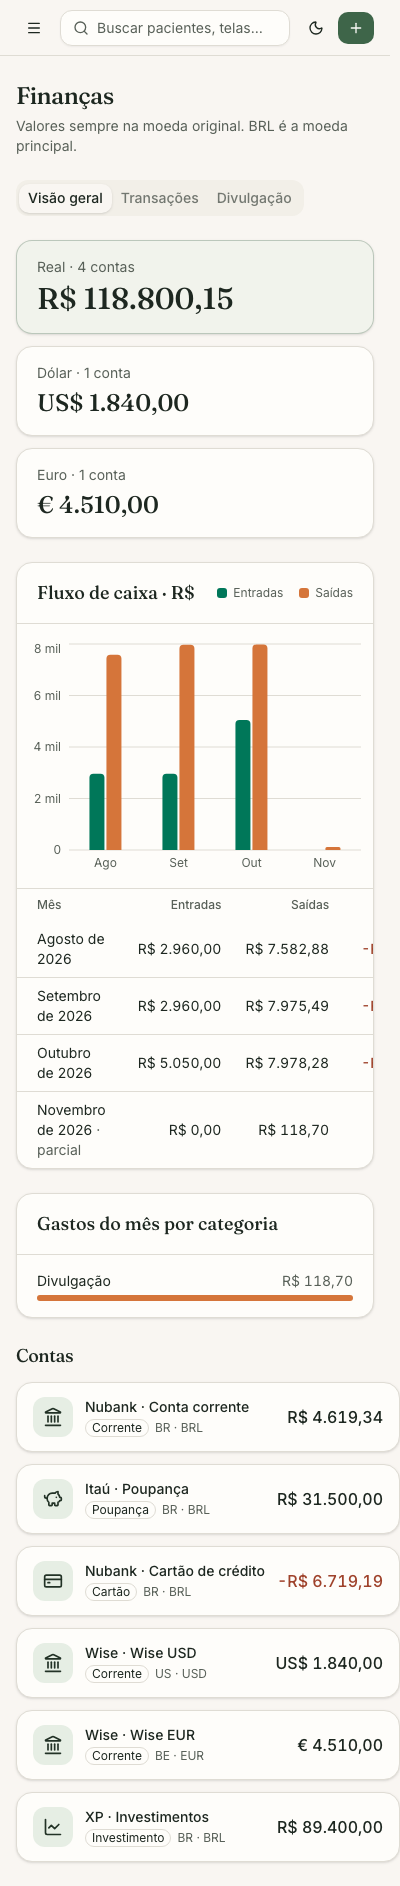 Buscar pacientes, telas...
Finanças
Valores sempre na moeda original. BRL é a moeda
principal.
Visão geral Transações Divulgação
Real · 4 contas
R$ 118.800,15
Dólar · 1 conta
US$ 1.840,00
Euro · 1 conta
€ 4.510,00
Fluxo de caixa · R$ Entradas Saídas
8 mil
6 mil
4 mil
2 mil
0
Ago Set Out Nov
Mês Entradas Saídas
Agosto de
2026 R$ 2.960,00 R$ 7.582,88
Setembro
de 2026 R$ 2.960,00 R$ 7.975,49
Outubro
de 2026 R$ 5.050,00 R$ 7.978,28
Novembro
de 2026 · R$ 0,00 R$ 118,70
parcial
Gastos do mês por categoria
Divulgação R$ 118,70
Contas
Nubank · Conta corrente R$ 4.619,34
Corrente BR · BRL
Itaú · Poupança R$ 31.500,00
Poupança BR · BRL
Nubank · Cartão de crédito -R$ 6.719,19
Cartão BR · BRL
Wise · Wise USD US$ 1.840,00
Corrente US · USD
Wise · Wise EUR € 4.510,00
Corrente BE · EUR
XP · Investimentos R$ 89.400,00
Investimento BR · BRL